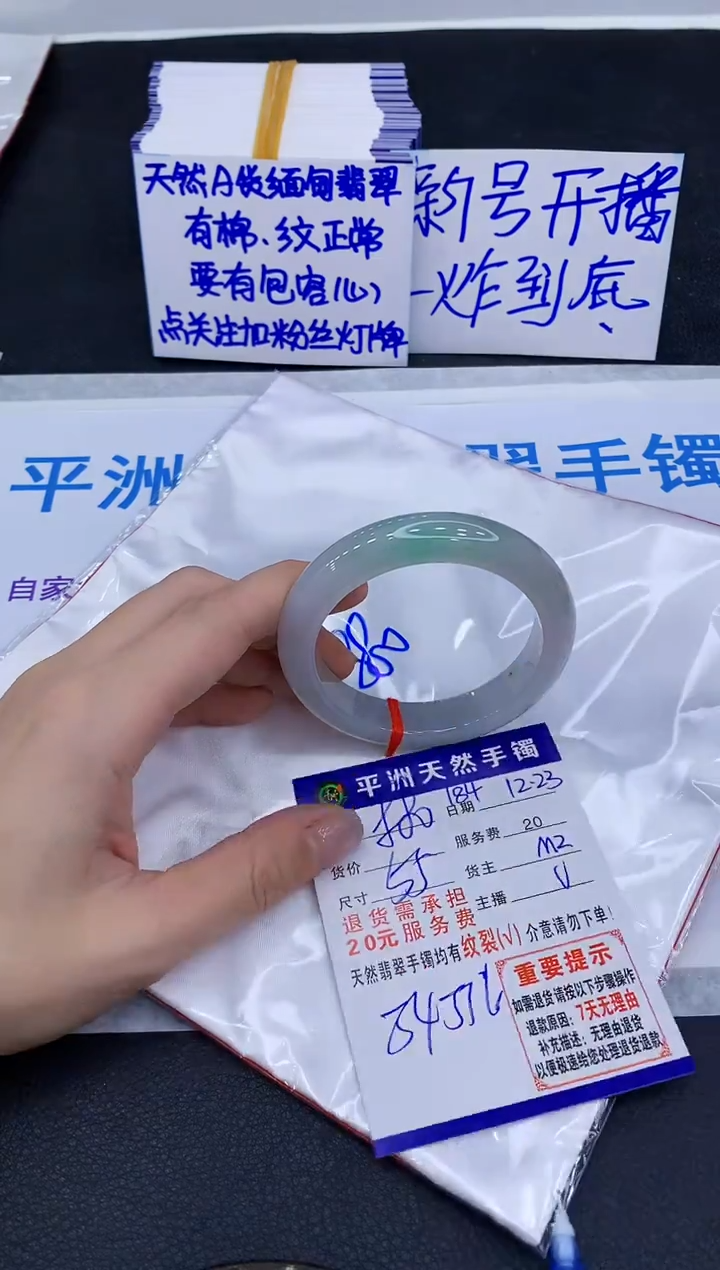 天然A货缅甸翡翠
有棉、纹正常
要有包容(心)
点关注加粉丝灯牌
新号开播
一炸到底、
平洲
翠手镯
自家
380
平洲天然手镯
184 12-23
日期
服务费 20
货价
货主 M2
尺寸 55
主播 V
退货需承担
20元服务费
天然翡翠手镯均有纹裂(√)介意请勿下单!
重要提示
如需退货请按以下步骤操作
退款原因:7天无理由
补充描述:无理由退货
以便极速给您处理退货退款